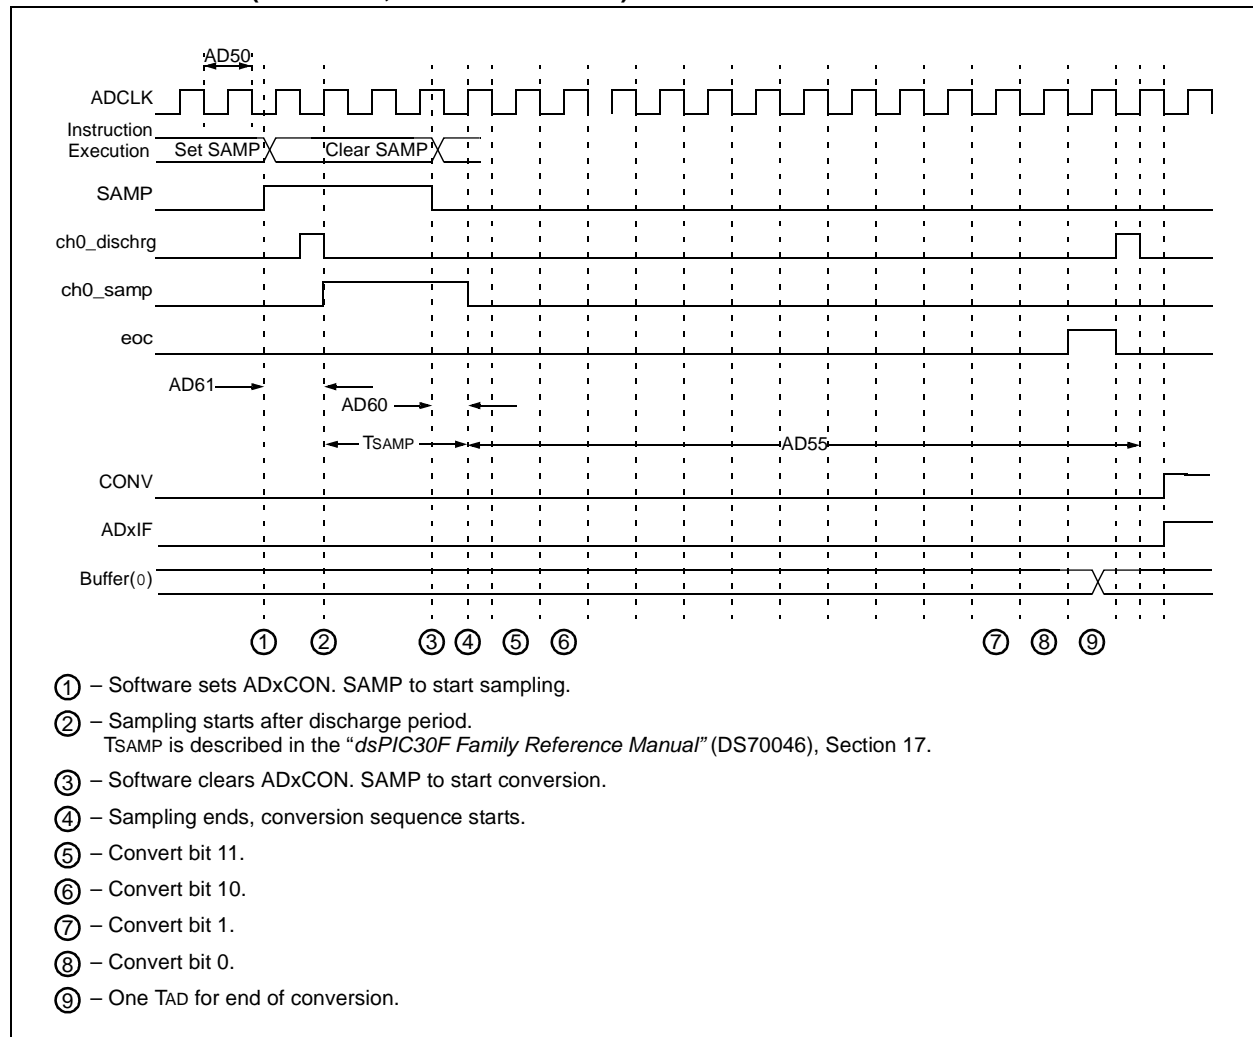 AD50
ADCLK
Instruction
Execution
Set SAMP
Clear SAMP
SAMP
ch0_dischrg
ch0_samp
eoc
AD61
AD60
TSAMP
AD55
CONV
ADxIF
Buffer(0)
1 2 3 4 5 6 7 8 9
1 – Software sets ADxCON. SAMP to start sampling.
2 – Sampling starts after discharge period.
TSAMP is described in the “dsPIC30F Family Reference Manual” (DS70046), Section 17.
3 – Software clears ADxCON. SAMP to start conversion.
4 – Sampling ends, conversion sequence starts.
5 – Convert bit 11.
6 – Convert bit 10.
7 – Convert bit 1.
8 – Convert bit 0.
9 – One TAD for end of conversion.